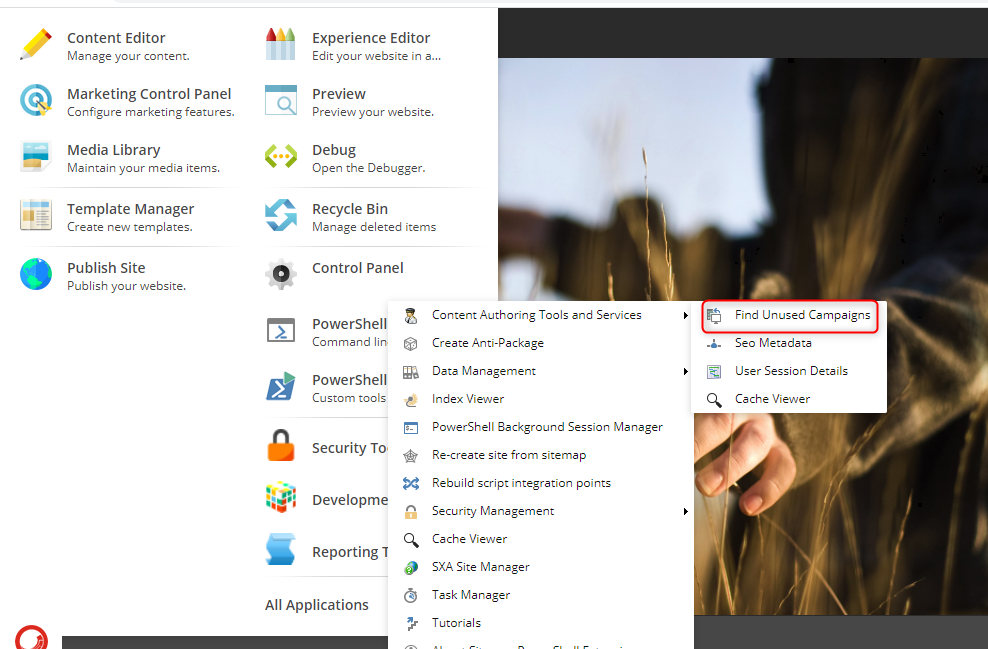 Content Editor
Manage your content.
Marketing Control Panel
Configure marketing features.
Media Library
Maintain your media items.
Template Manager
Create new templates.
Publish Site
Publish your website.
Experience Editor
Edit your website in a...
Preview
Preview your website.
Debug
Open the Debugger.
Recycle Bin
Manage deleted items
Control Panel
PowerShell
Command
PowerShell
Custom tools
Security
Reporting
All Applications
Content Authoring Tools and Services
Create Anti-Package
Data Management
Index Viewer
PowerShell Background Session Manager
Re-create site from sitemap
Rebuild script integration points
Security Management
Cache Viewer
SXA Site Manager
Task Manager
Tutorials
Find Unused Campaigns
Seo Metadata
User Session Details
Cache Viewer